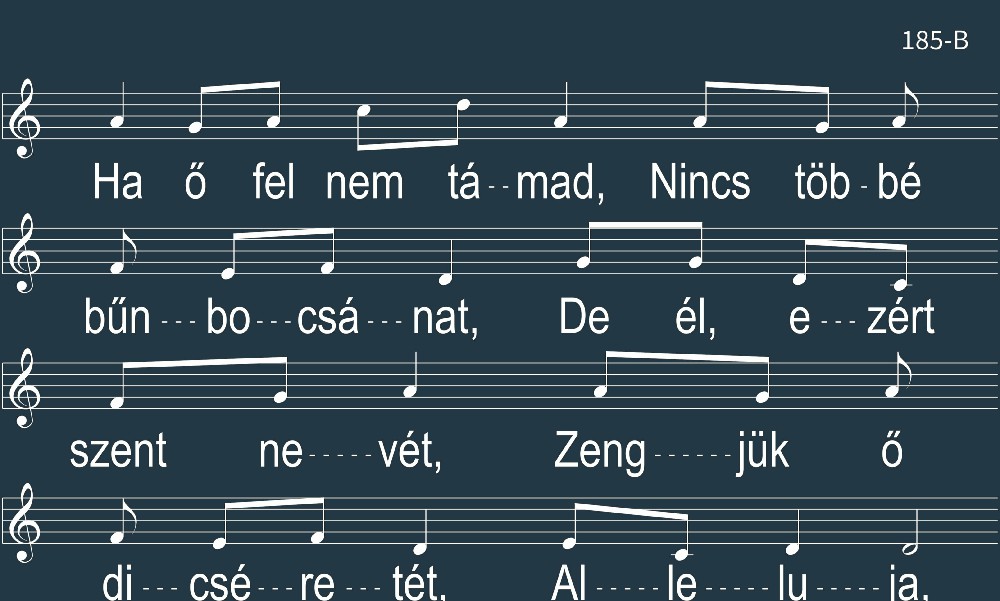 185-B
Ha ő fel nem tá--mad, Nincs töb-bé
bűn---bo---csá---nat, De él, e---zért
szent ne-----vét, Zeng------jük ő
di---csé---re---tét, Al-----le-----lu-----ja,